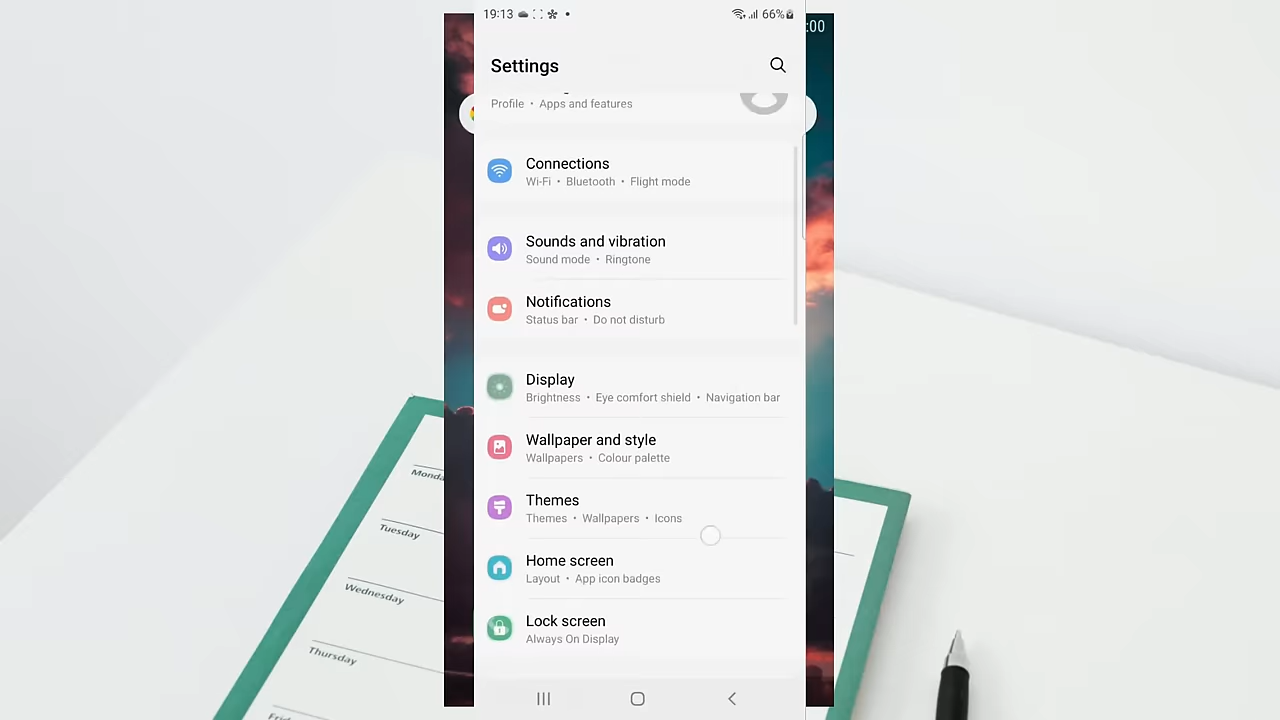 19:13
66%
:00
Settings
Profile • Apps and features
Connections
Wi-Fi • Bluetooth • Flight mode
Sounds and vibration
Sound mode • Ringtone
Notifications
Status bar • Do not disturb
Display
Brightness • Eye comfort shield • Navigation bar
Wallpaper and style
Wallpapers • Colour palette
Themes
Themes • Wallpapers • Icons
Home screen
Layout • App icon badges
Lock screen
Always On Display
Monda
Tuesday
Wednesday
Thursday